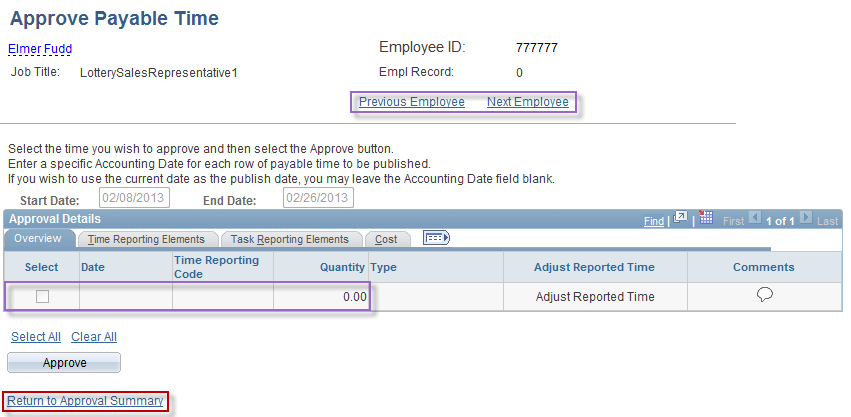 Approve Payable Time
Elmer Fudd Employee ID: 777777
Job Title: LotterySalesRepresentative1 Empl Record: 0
Previous Employee Next Employee
Select the time you wish to approve and then select the Approve button.
Enter a specific Accounting Date for each row of payable time to be published.
If you wish to use the current date as the publish date, you may leave the Accounting Date field blank.
Start Date: 02/08/2013 End Date: 02/26/2013
Approval Details Find | | First 1 of 1 Last
Overview Time Reporting Elements Task Reporting Elements Cost
Select Date Time Reporting Code Quantity Type Adjust Reported Time Comments
0.00 Adjust Reported Time
Select All Clear All
Approve
Return to Approval Summary